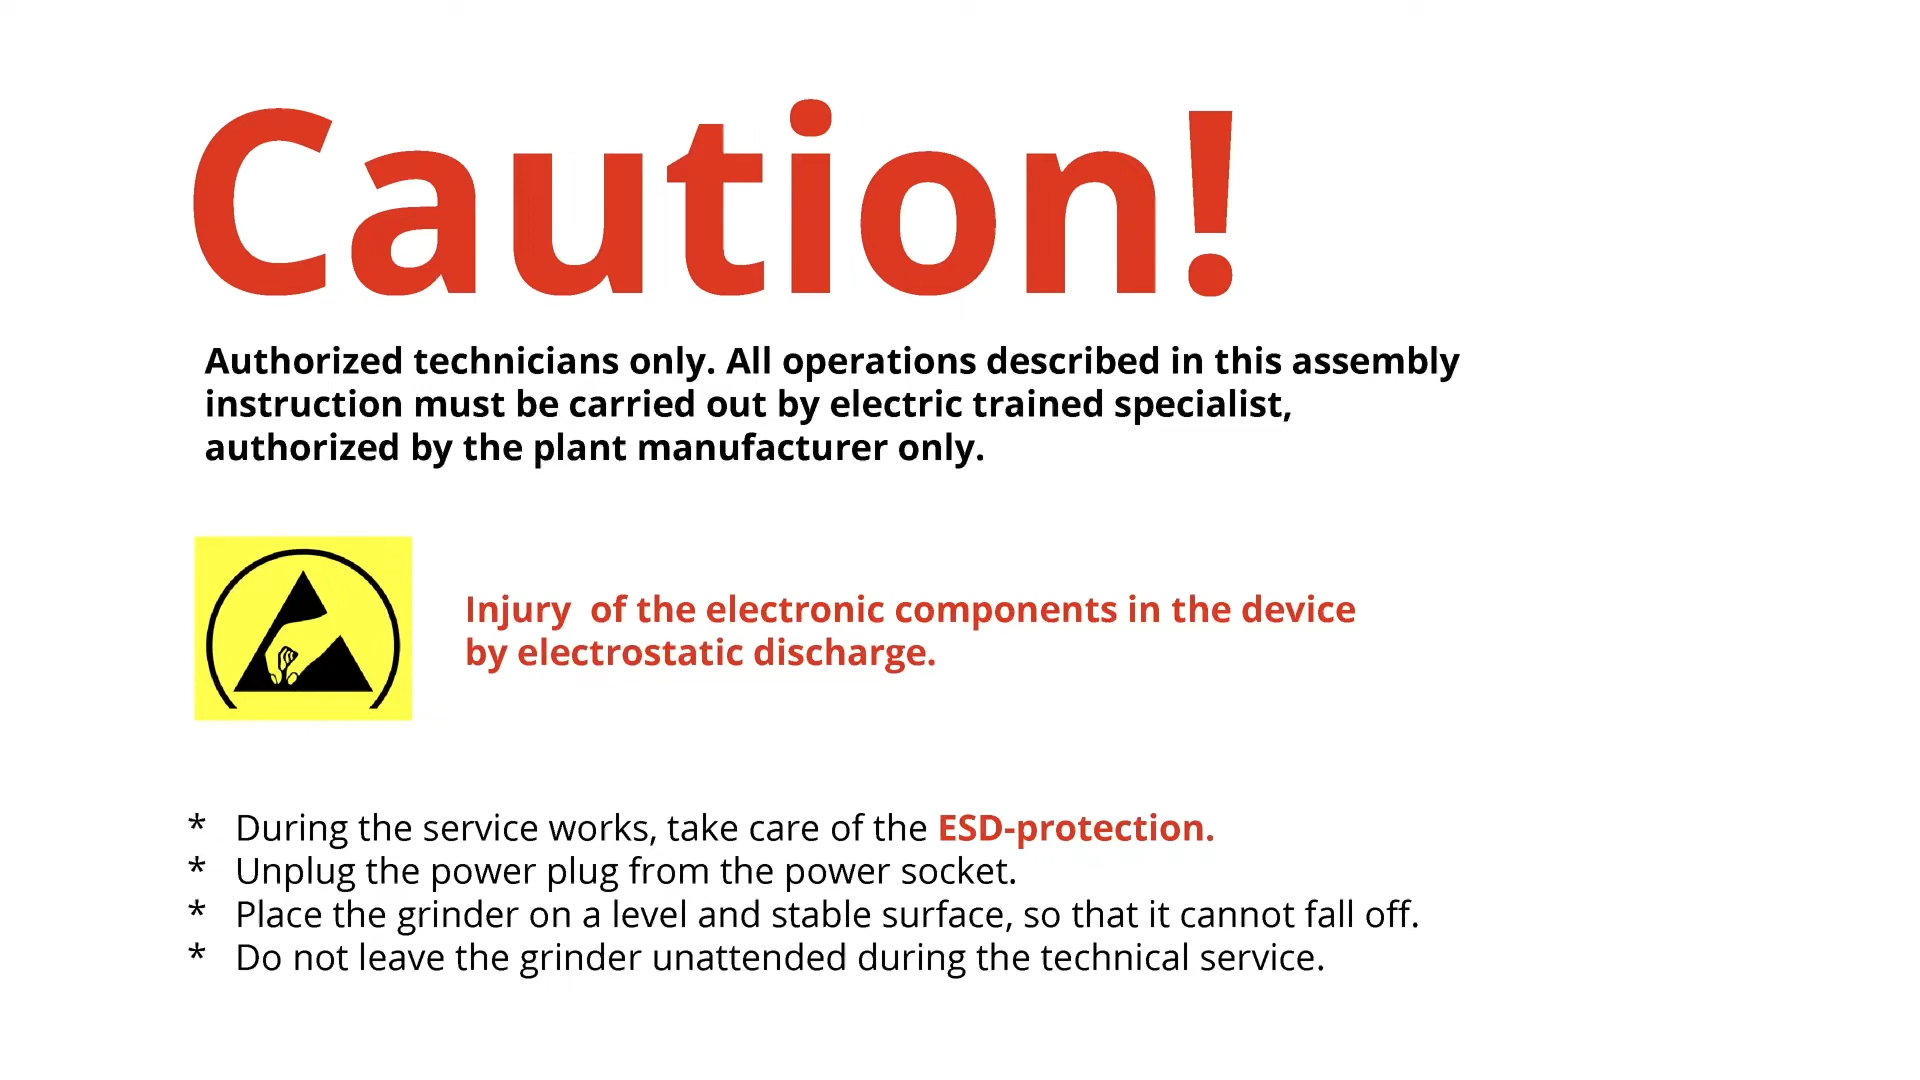 Caution!
Authorized technicians only. All operations described in this assembly
instruction must be carried out by electric trained specialist,
authorized by the plant manufacturer only.
Injury  of the electronic components in the device
by electrostatic discharge.
* During the service works, take care of the ESD-protection.
* Unplug the power plug from the power socket.
* Place the grinder on a level and stable surface, so that it cannot fall off.
* Do not leave the grinder unattended during the technical service.